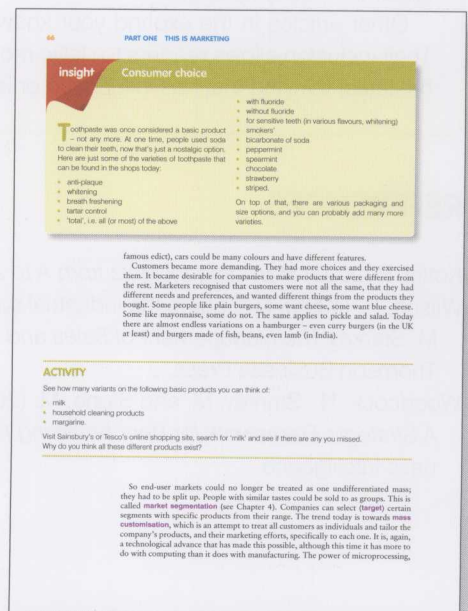 66
PART ONE THIS IS MARKETING
insight
Consumer choice
Toothpaste was once considered a basic product
– not any more. At one time, people used soda
to clean their teeth, now that's just a nostalgic option.
Here are just some of the varieties of toothpaste that
can be found in the shops today:
• anti-plaque
• whitening
• breath freshening
• tartar control
• 'total', i.e. all (or most) of the above
• with fluoride
• without fluoride
• for sensitive teeth (in various flavours, whitening)
• smokers'
• bicarbonate of soda
• peppermint
• spearmint
• chocolate
• strawberry
• striped.
On top of that, there are various packaging and
size options, and you can probably add many more
varieties.
famous edict), cars could be many colours and have different features.
Customers became more demanding. They had more choices and they exercised
them. It became desirable for companies to make products that were different from
the rest. Marketers recognised that customers were not all the same, that they had
different needs and preferences, and wanted different things from the products they
bought. Some people like plain burgers, some want cheese, some want blue cheese.
Some like mayonnaise, some do not. The same applies to pickle and salad. Today
there are almost endless variations on a hamburger – even curry burgers (in the UK
at least) and burgers made of fish, beans, even lamb (in India).
ACTIVITY
See how many variants on the following basic products you can think of:
• milk
• household cleaning products
• margarine.
Visit Sainsbury's or Tesco's online shopping site, search for 'milk' and see if there are any you missed.
Why do you think all these different products exist?
So end-user markets could no longer be treated as one undifferentiated mass;
they had to be split up. People with similar tastes could be sold to as groups. This is
called market segmentation (see Chapter 4). Companies can select (target) certain
segments with specific products from their range. The trend today is towards mass
customisation, which is an attempt to treat all customers as individuals and tailor the
company's products, and their marketing efforts, specifically to each one. It is, again,
a technological advance that has made this possible, although this time it has more to
do with computing than it does with manufacturing. The power of microprocessing,